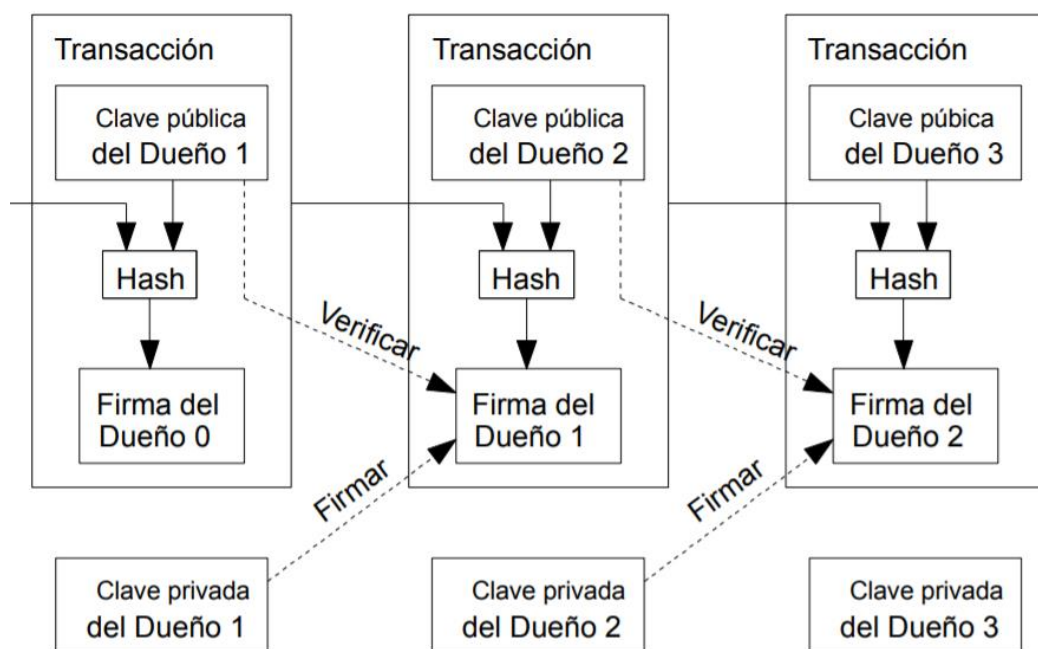 Transacción
Clave pública
del Dueño 1
Hash
Firma del
Dueño 0
Transacción
Clave pública
del Dueño 2
Hash
Verificar
Firma del
Dueño 1
Firmar
Transacción
Clave púbica
del Dueño 3
Hash
Verificar
Firma del
Dueño 2
Firmar
Clave privada
del Dueño 1
Clave privada
del Dueño 2
Clave privada
del Dueño 3